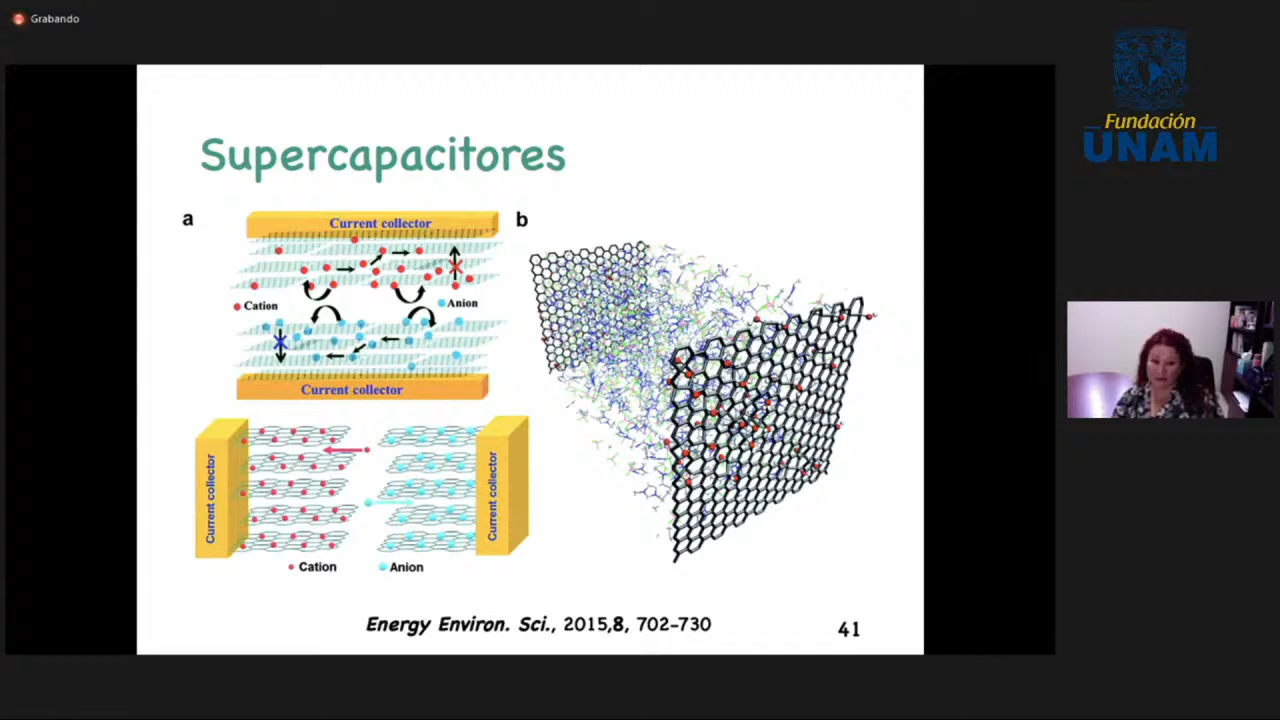 Grabando
Fundación
UNAM
Supercapacitores
a
Current collector
Cation
Anion
Current collector
b
Current collector
Current collector
Cation
Anion
Energy Environ. Sci., 2015,8, 702-730
41